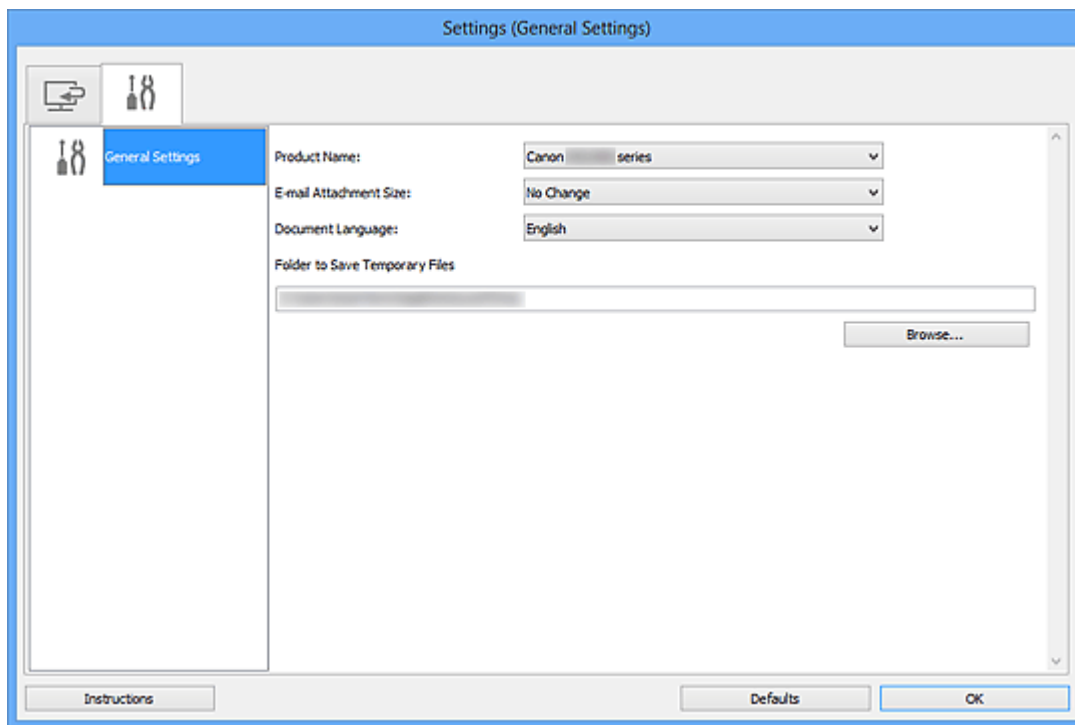 Settings (General Settings)
General Settings
Product Name:
Canon series
E-mail Attachment Size:
No Change
Document Language:
English
Folder to Save Temporary Files
Browse...
Instructions
Defaults
OK